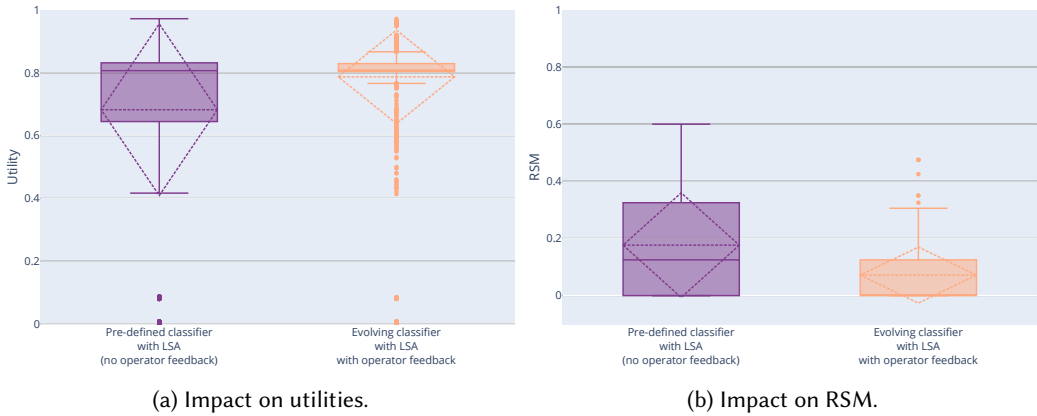 1
0.8
0.6
0.4
0.2
0
Utility
Pre-defined classifier
with LSA
(no operator feedback)
Evolving classifier
with LSA
with operator feedback
(a) Impact on utilities.
1
0.8
0.6
0.4
0.2
0
RSM
Pre-defined classifier
with LSA
(no operator feedback)
Evolving classifier
with LSA
with operator feedback
(b) Impact on RSM.